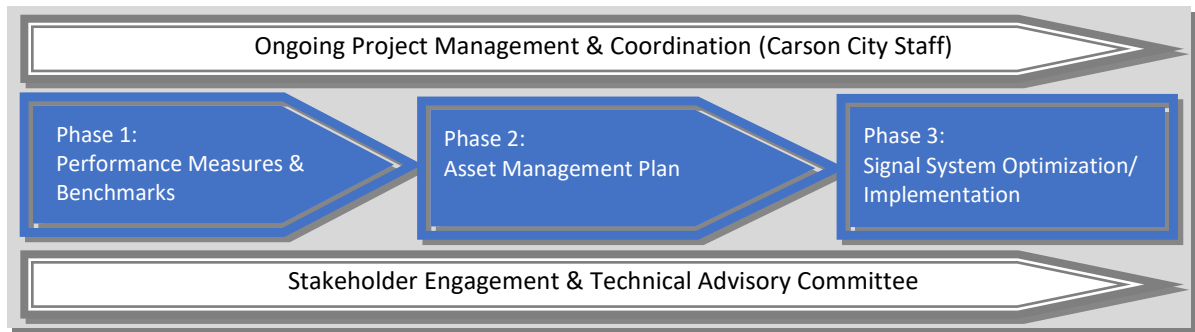 Ongoing Project Management & Coordination (Carson City Staff)
Phase 1:
Performance Measures &
Benchmarks
Phase 2:
Asset Management Plan
Phase 3:
Signal System Optimization/
Implementation
Stakeholder Engagement & Technical Advisory Committee